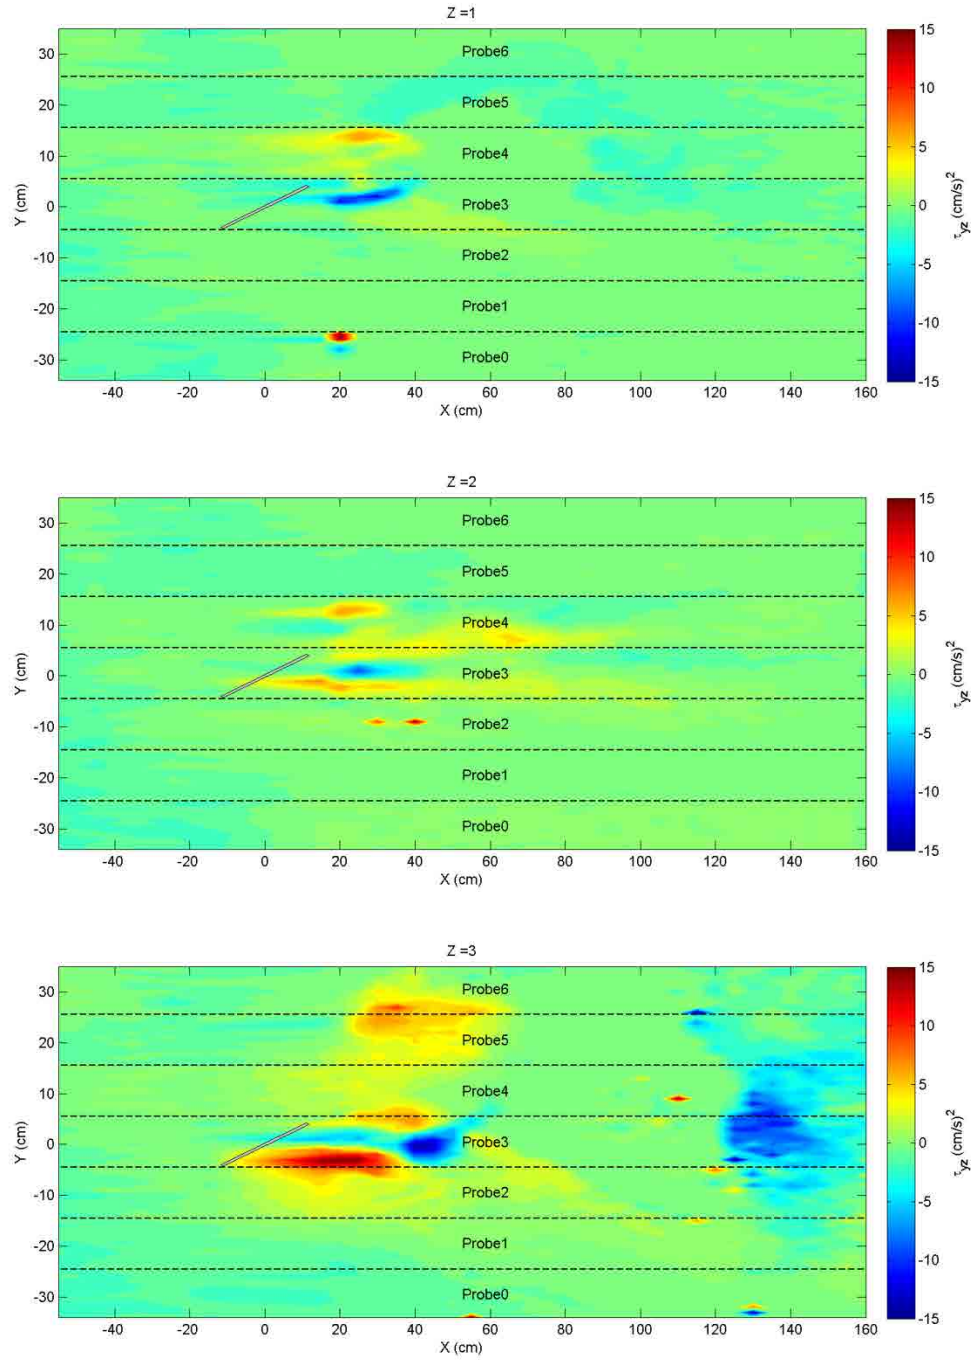 Z =1
Probe6
Probe5
Probe4
Probe3
Probe2
Probe1
Probe0
30
20
10
0
-10
-20
-30
Y (cm)
-40 -20 0 20 40 60 80 100 120 140 160
X (cm)
15
10
5
0
-5
-10
-15
τyz (cm/s)²
Z =2
Probe6
Probe5
Probe4
Probe3
Probe2
Probe1
Probe0
30
20
10
0
-10
-20
-30
Y (cm)
-40 -20 0 20 40 60 80 100 120 140 160
X (cm)
15
10
5
0
-5
-10
-15
τyz (cm/s)²
Z =3
Probe6
Probe5
Probe4
Probe3
Probe2
Probe1
Probe0
30
20
10
0
-10
-20
-30
Y (cm)
-40 -20 0 20 40 60 80 100 120 140 160
X (cm)
15
10
5
0
-5
-10
-15
τyz (cm/s)²